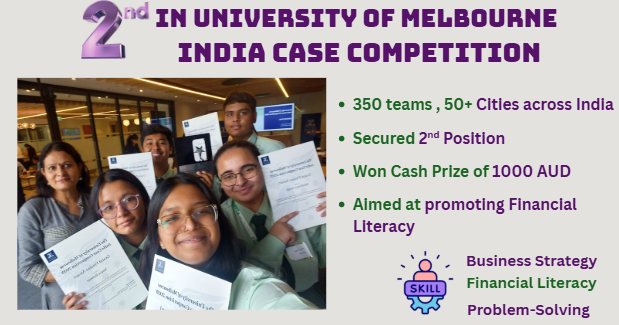 2nd IN UNIVERSITY OF MELBOURNE
INDIA CASE COMPETITION
• 350 teams , 50+ Cities across India
• Secured 2nd Position
• Won Cash Prize of 1000 AUD
• Aimed at promoting Financial
Literacy
SKILL
Business Strategy
Financial Literacy
Problem-Solving